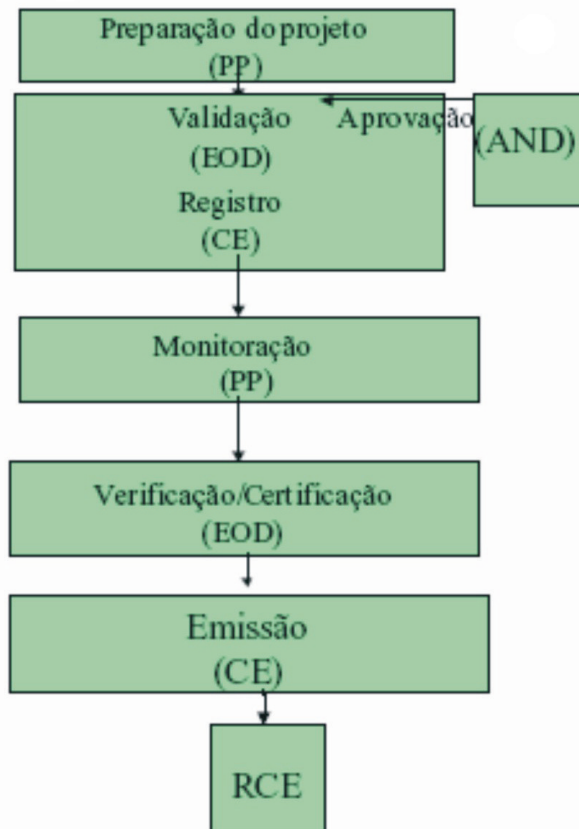 Preparação do projeto
(PP)
Validação
Aprovação
(AND)
(EOD)
Registro
(CE)
Monitoração
(PP)
Verificação/Certificação
(EOD)
Emissão
(CE)
RCE